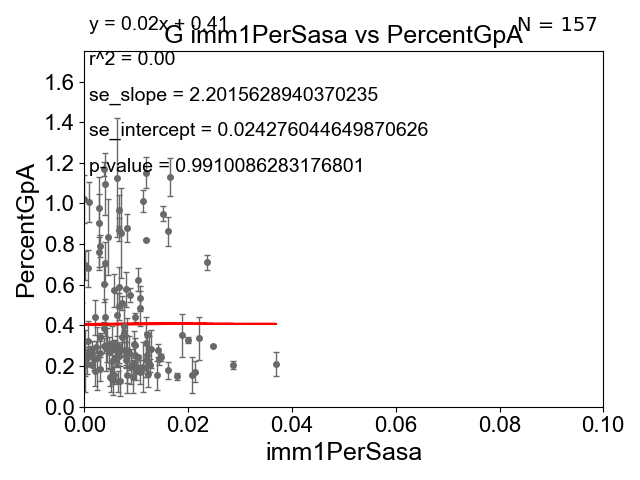 y = 0.02x + 0.41
G imm1PerSasa vs PercentGpA
N = 157
r^2 = 0.00
se_slope = 2.2015628940370235
se_intercept = 0.024276044649870626
p-value = 0.9910086283176801
PercentGpA
1.6
1.4
1.2
1.0
0.8
0.6
0.4
0.2
0.0
0.00 0.02 0.04 0.06 0.08 0.10
imm1PerSasa